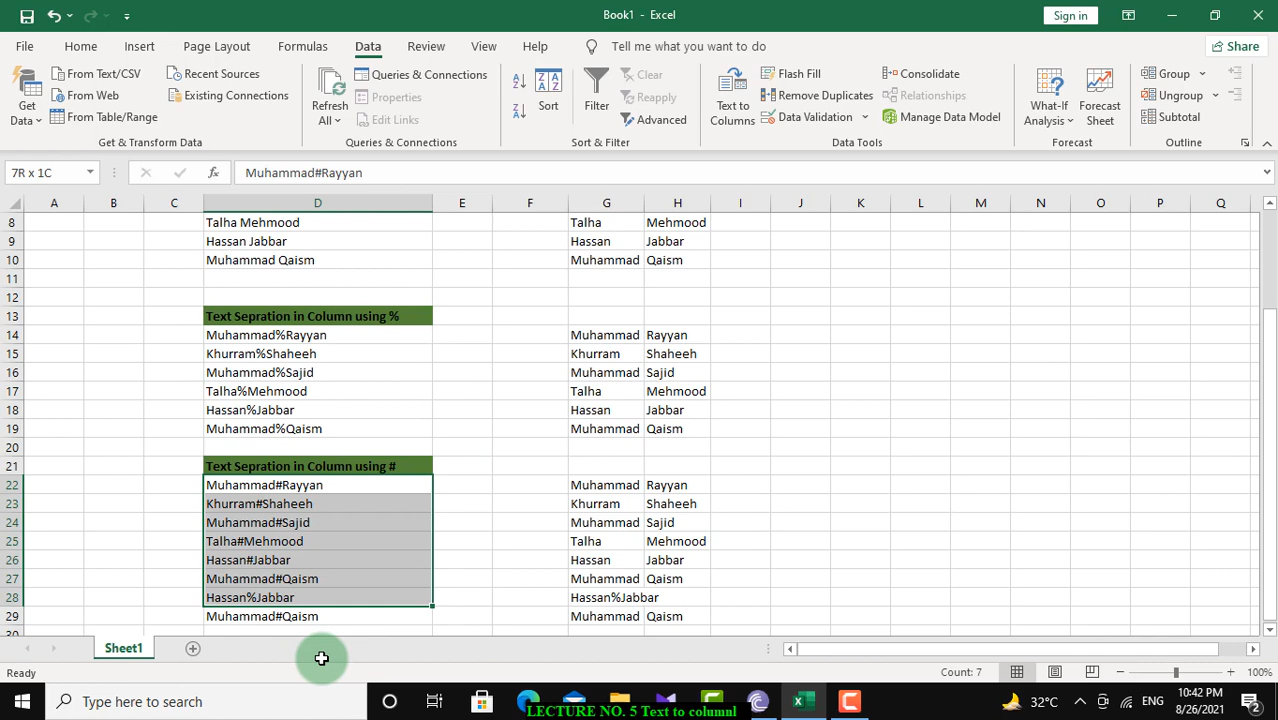 Book1 - Excel
Sign in
File Home Insert Page Layout Formulas Data Review View Help Tell me what you want to do Share
Get Data
From Text/CSV
From Web
From Table/Range
Recent Sources
Existing Connections
Get & Transform Data
Refresh All
Queries & Connections
Properties
Edit Links
Queries & Connections
Sort
Filter
Clear
Reapply
Advanced
Sort & Filter
Text to Columns
Flash Fill
Remove Duplicates
Data Validation
Consolidate
Relationships
Manage Data Model
Data Tools
What-If Analysis
Forecast Sheet
Forecast
Group
Ungroup
Subtotal
Outline
7R x 1C fx Muhammad#Rayyan
A B C D E F G H I J K L M N O P Q
8 Talha Mehmood Talha Mehmood
9 Hassan Jabbar Hassan Jabbar
10 Muhammad Qaism Muhammad Qaism
11
12
13 Text Sepration in Column using %
14 Muhammad%Rayyan Muhammad Rayyan
15 Khurram%Shaheeh Khurram Shaheeh
16 Muhammad%Sajid Muhammad Sajid
17 Talha%Mehmood Talha Mehmood
18 Hassan%Jabbar Hassan Jabbar
19 Muhammad%Qaism Muhammad Qaism
20
21 Text Sepration in Column using #
22 Muhammad#Rayyan Muhammad Rayyan
23 Khurram#Shaheeh Khurram Shaheeh
24 Muhammad#Sajid Muhammad Sajid
25 Talha#Mehmood Talha Mehmood
26 Hassan#Jabbar Hassan Jabbar
27 Muhammad#Qaism Muhammad Qaism
28 Hassan%Jabbar Hassan%Jabbar
29 Muhammad#Qaism Muhammad Qaism
30
Sheet1
Ready Count: 7 100%
Type here to search 32°C ENG 10:42 PM
8/26/2021 2
LECTURE NO. 5 Text to columnl